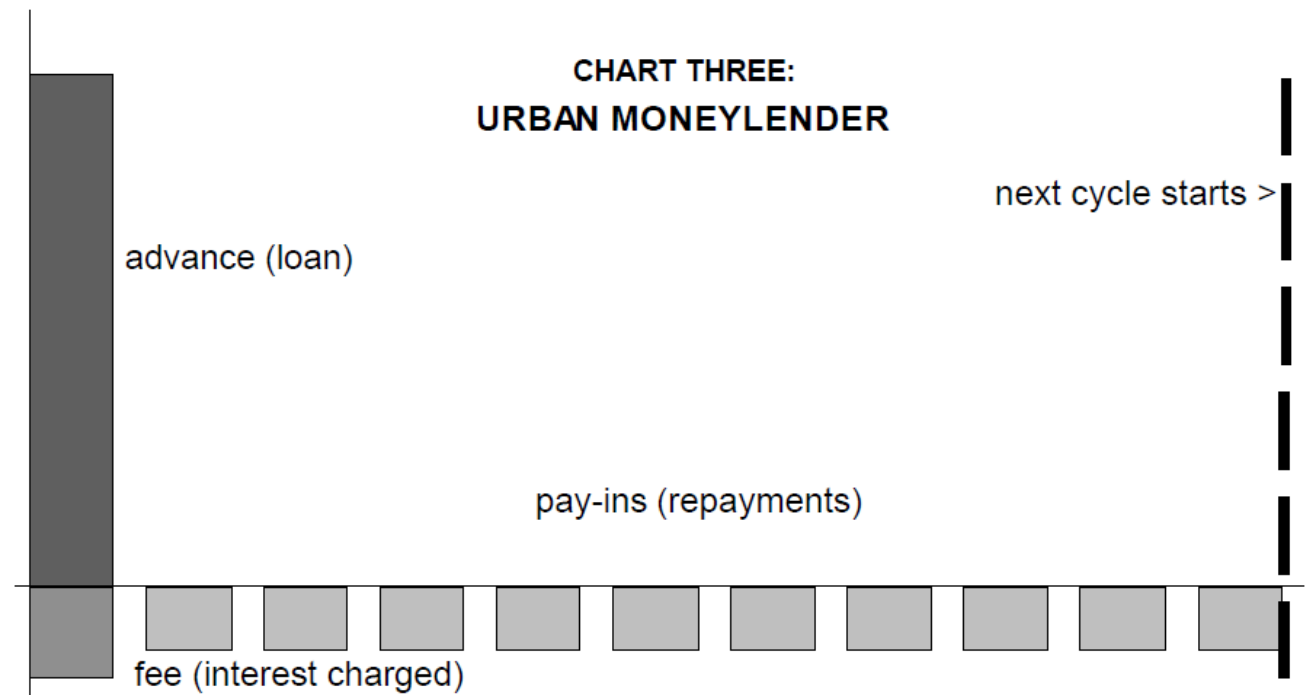 CHART THREE:
URBAN MONEYLENDER
next cycle starts >
advance (loan)
pay-ins (repayments)
fee (interest charged)